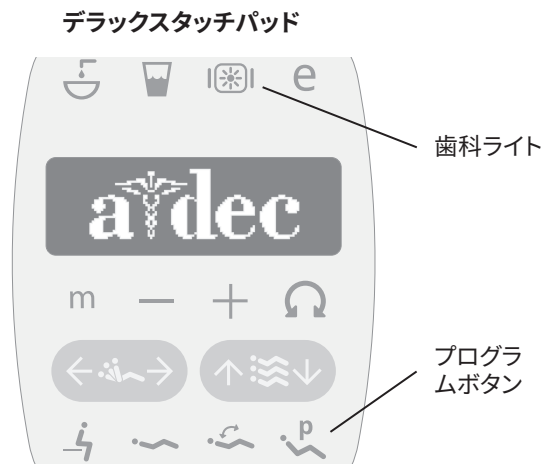 デラックスタッチパッド
e
歯科ライト
a dec
m
プログラ
ムボタン
p